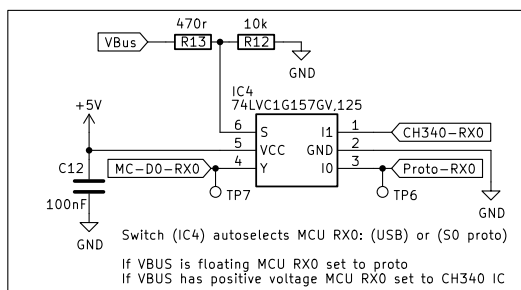 470r 10k
VBus R13 R12
GND
IC4
74LVC1G157GV,125
+5V
6 S I1 1 CH340-RX0
5 VCC GND 2
C12 MC-D0-RX0 4 Y I0 3 Proto-RX0
100nF TP7 TP6
GND GND
Switch (IC4) autoselects MCU RX0: (USB) or (S0 proto)
If VBUS is floating MCU RX0 set to proto
If VBUS has positive voltage MCU RX0 set to CH340 IC